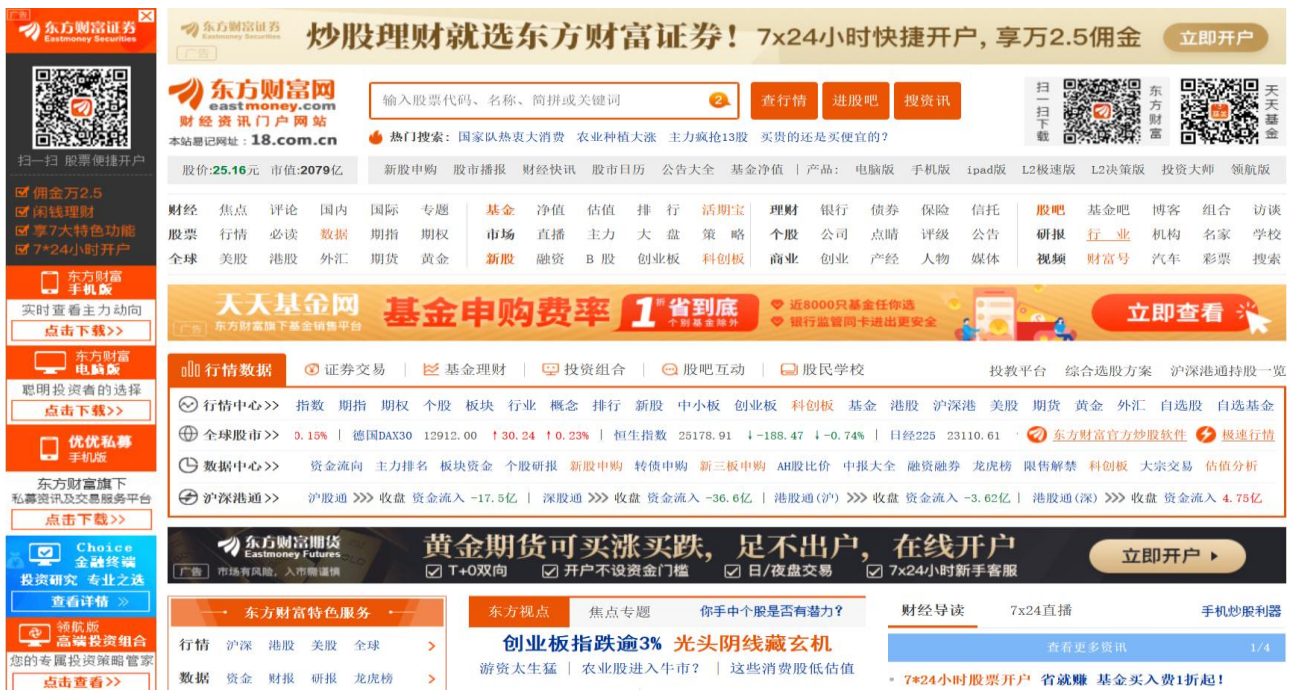 广告
东方财富证券
Eastmoney Securities
扫一扫 股票便捷开户
佣金万2.5
闲钱理财
享7大特色功能
7*24小时开户
东方财富
手机版
实时查看主力动向
点击下载>>
东方财富
电脑版
聪明投资者的选择
点击下载>>
优优私募
手机版
东方财富旗下
私募资讯及交易服务平台
点击下载>>
Choice
金融终端
投资研究 专业之选
查看详情 »
领航版
高端投资组合
您的专属投资策略管家
点击查看>>
东方财富证券
Eastmoney Securities
广告
炒股理财就选东方财富证券! 7x24小时快捷开户, 享万2.5佣金
立即开户
东方财富网
eastmoney.com
财经资讯门户网站
本站易记网址: 18.com.cn
输入股票代码、名称、简拼或关键词
2
查行情 进股吧 搜资讯
热门搜索: 国家队热衷大消费 农业种植大涨 主力疯抢13股 买贵的还是买便宜的?
扫一扫下载
东方财富
天天基金
股价:25.16元 市值:2079亿
新股申购 股市播报 财经快讯 股市日历 公告大全 基金净值 | 产品: 电脑版 手机版 ipad版 L2极速版 L2决策版 投资大师 领航版
财经 焦点 评论 国内 国际 专题 基金 净值 估值 排 行 活期宝 理财 银行 债券 保险 信托 股吧 基金吧 博客 组合 访谈
股票 行情 必读 数据 期指 期权 市场 直播 主力 大 盘 策 略 个股 公司 点睛 评级 公告 研报 行 业 机构 名家 学校
全球 美股 港股 外汇 期货 黄金 新股 融资 B 股 创业板 科创板 商业 创业 产经 人物 媒体 视频 财富号 汽车 彩票 搜索
天天基金网
广告 东方财富旗下基金销售平台
基金申购费率 1折 省到底
个别基金除外
近8000只基金任你选
银行监管同卡进出更安全
立即查看
行情数据 证券交易 | 基金理财 | 投资组合 | 股吧互动 | 股民学校 投教平台 综合选股方案 沪深港通持股一览
行情中心>> 指数 期指 期权 个股 板块 行业 概念 排行 新股 中小板 创业板 科创板 基金 港股 沪深港 美股 期货 黄金 外汇 自选股 自选基金
全球股市>> 0.15% | 德国DAX30 12912.00 ↑30.24 ↑0.23% | 恒生指数 25178.91 ↓-188.47 ↓-0.74% | 日经225 23110.61 东方财富官方炒股软件 极速行情
数据中心>> 资金流向 主力排名 板块资金 个股研报 新股申购 转债申购 新三板申购 AH股比价 中报大全 融资融券 龙虎榜 限售解禁 科创板 大宗交易 估值分析
沪深港通>> 沪股通 >>> 收盘 资金流入 -17.5亿 | 深股通 >>> 收盘 资金流入 -36.6亿 | 港股通(沪) >>> 收盘 资金流入 -3.62亿 | 港股通(深) >>> 收盘 资金流入 4.75亿
东方财富期货
Eastmoney Futures
广告 市场有风险, 入市需谨慎
黄金期货可买涨买跌, 足不出户, 在线开户
T+0双向 开户不设资金门槛 日/夜盘交易 7x24小时新手客服
立即开户
东方财富特色服务
行情 沪深 港股 美股 全球 >
数据 资金 财报 研报 龙虎榜 >
东方视点 焦点专题 你手中个股是否有潜力?
创业板指跌逾3% 光头阴线藏玄机
游资太生猛 | 农业股进入牛市? | 这些消费股低估值
财经导读 7x24直播 手机炒股利器
查看更多资讯 1/4
7*24小时股票开户 省就赚 基金买入费1折起!